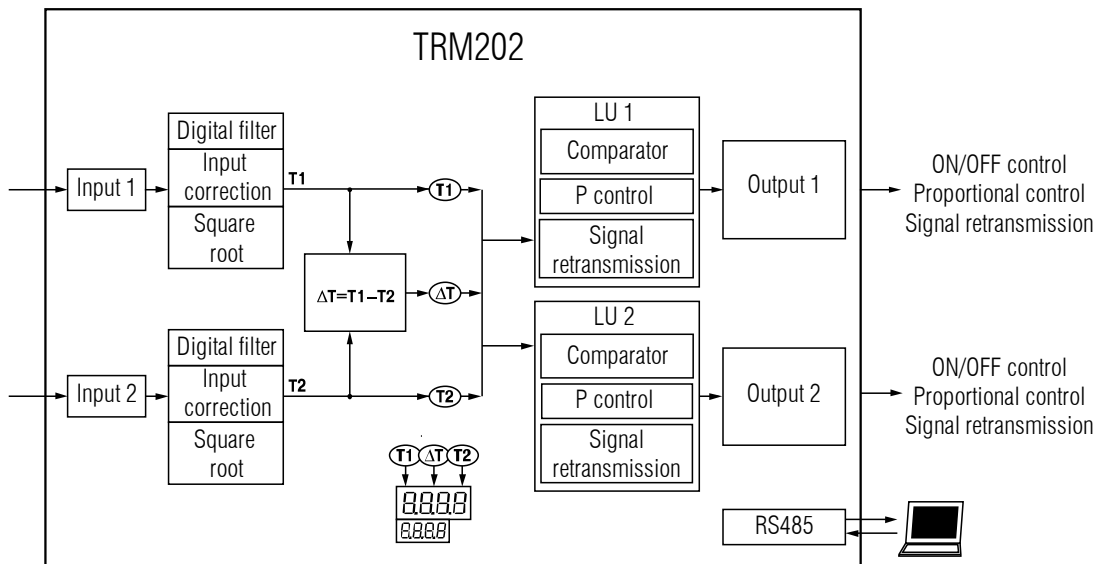 TRM202
Input 1
Digital filter
Input
correction
Square
root
T1
T1
ΔT=T1–T2
ΔT
LU 1
Comparator
P control
Signal
retransmission
Output 1
ON/OFF control
Proportional control
Signal retransmission
Input 2
Digital filter
Input
correction
Square
root
T2
T2
LU 2
Comparator
P control
Signal
retransmission
Output 2
ON/OFF control
Proportional control
Signal retransmission
T1 ΔT T2
8.8.8.8
8.8.8.8
RS485